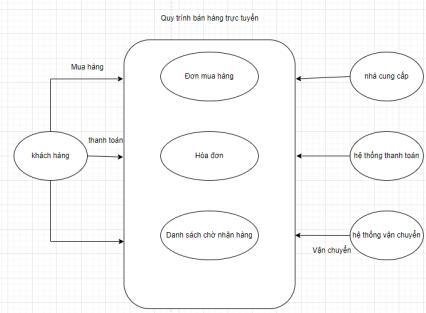 Quy trình bán hàng trực tuyến
Mua hàng
Đơn mua hàng
nhà cung cấp
thanh toán
khách hàng
Hóa đơn
hệ thống thanh toán
Danh sách chờ nhận hàng
hệ thống vận chuyển
Vận chuyển